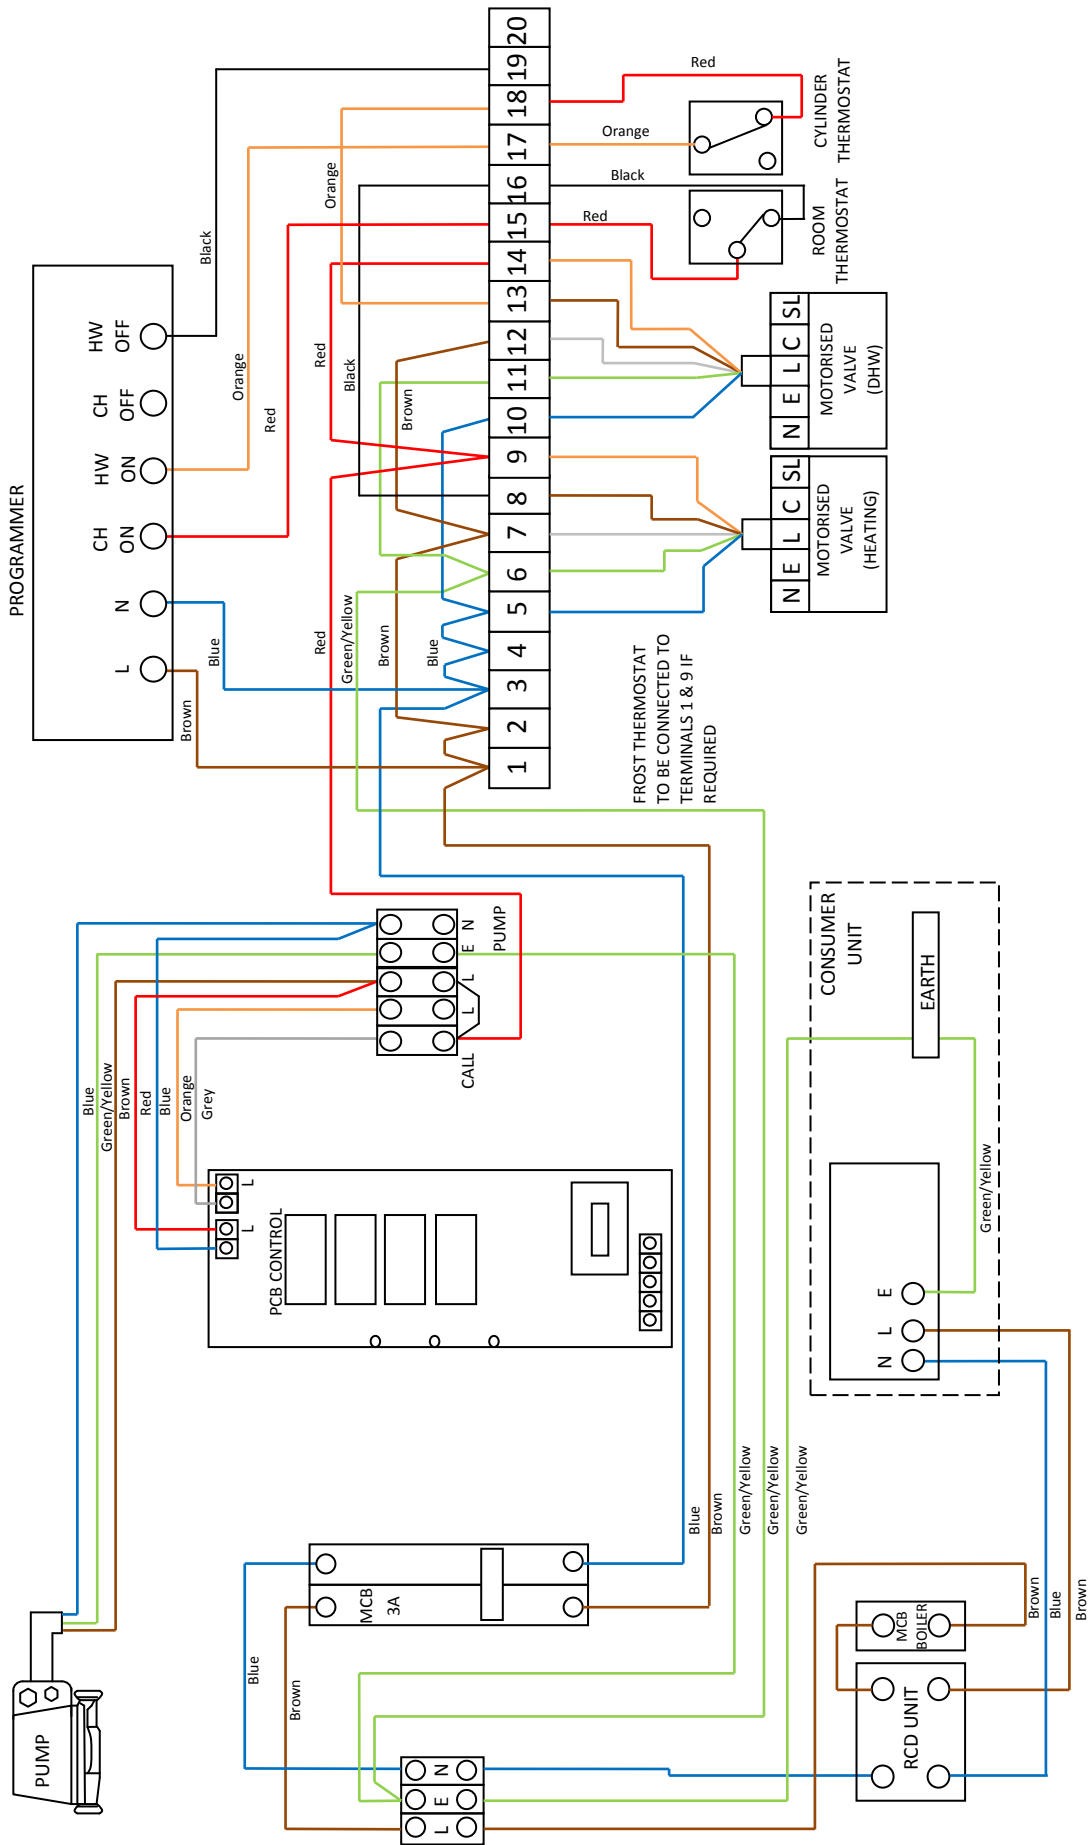 PROGRAMMER
L
N
CH
ON
HW
ON
CH
OFF
HW
OFF
Brown
Blue
Red
Orange
Black
Red
Green/Yellow
Brown
Blue
Red
Black
Orange
Brown
1
2
3
4
5
6
7
8
9
10
11
12
13
14
15
16
17
18
19
20
Red
Orange
Black
Red
CYLINDER
THERMOSTAT
ROOM
THERMOSTAT
N
E
L
C
SL
MOTORISED
VALVE
(DHW)
N
E
L
C
SL
MOTORISED
VALVE
(HEATING)
FROST THERMOSTAT
TO BE CONNECTED TO
TERMINALS 1 & 9 IF
REQUIRED
CALL
L
L
E
N
PUMP
Blue
Green/Yellow
Brown
Red
Blue
Orange
Grey
PCB CONTROL
L
L
CONSUMER
UNIT
EARTH
N
L
E
Green/Yellow
Blue
Brown
Green/Yellow
Green/Yellow
Green/Yellow
MCB
3A
Blue
Brown
PUMP
L
E
N
MCB
BOILER
RCD UNIT
Brown
Blue
Brown